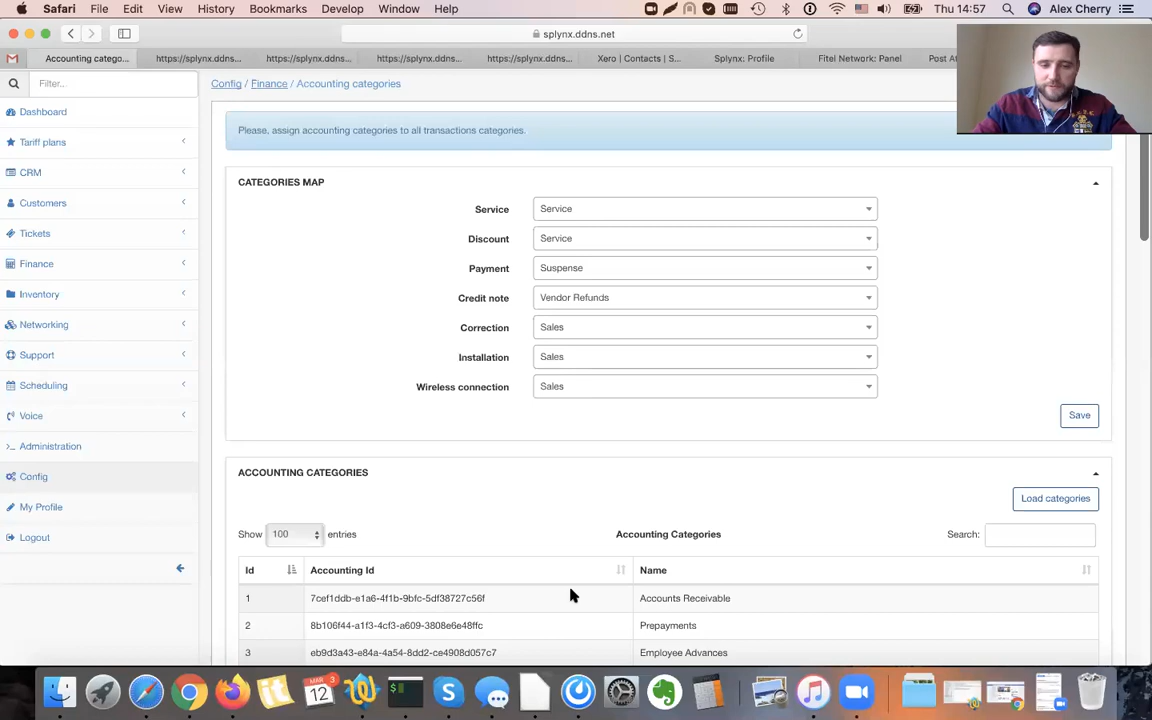 Safari File Edit View History Bookmarks Develop Window Help Thu 14:57 Alex Cherry
splynx.ddns.net
Accounting catego... https://splynx.ddns.... https://splynx.ddns.... https://splynx.ddns.... https://splynx.ddns.... Xero | Contacts | S... Splynx: Profile Fitel Network: Panel Post At
Filter...
Config / Finance / Accounting categories
Dashboard
Tariff plans
CRM
Customers
Tickets
Finance
Inventory
Networking
Support
Scheduling
Voice
Administration
Config
My Profile
Logout
Please, assign accounting categories to all transactions categories.
CATEGORIES MAP
Service Service
Discount Service
Payment Suspense
Credit note Vendor Refunds
Correction Sales
Installation Sales
Wireless connection Sales
Save
ACCOUNTING CATEGORIES
Load categories
Show 100 entries Accounting Categories Search:
Id Accounting Id Name
1 7cef1ddb-e1a6-4f1b-9bfc-5df38727c56f Accounts Receivable
2 8b106f44-a1f3-4cf3-a609-3808e6e48ffc Prepayments
3 eb9d3a43-e84a-4a54-8dd2-ce4908d057c7 Employee Advances
3
12